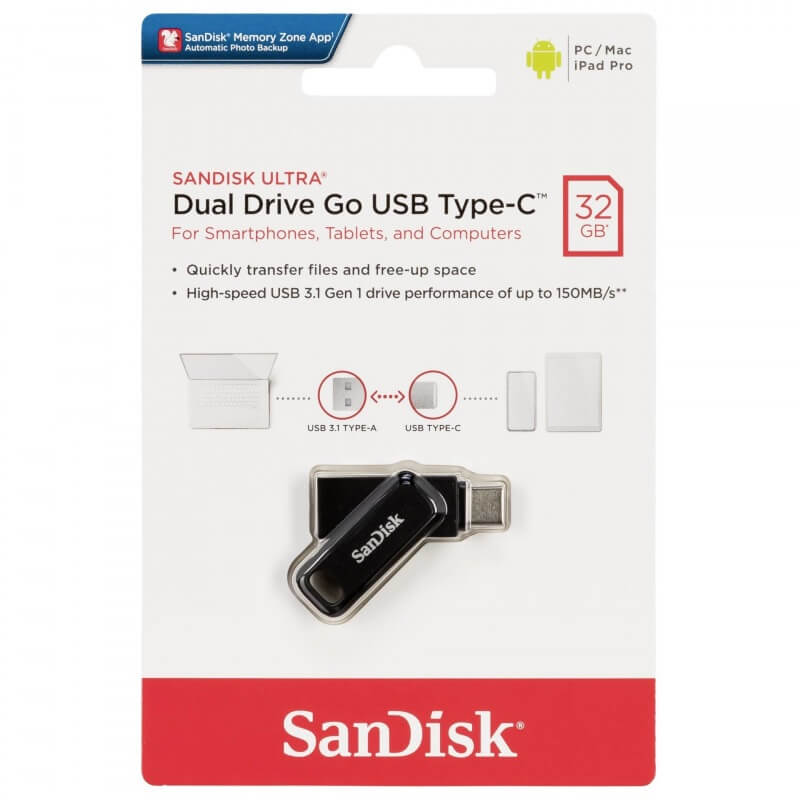 SanDisk® Memory Zone App¹
Automatic Photo Backup
PC / Mac
iPad Pro
SANDISK ULTRA®
Dual Drive Go USB Type-C™
For Smartphones, Tablets, and Computers
32
GB*
• Quickly transfer files and free-up space
• High-speed USB 3.1 Gen 1 drive performance of up to 150MB/s**
USB 3.1 TYPE-A
USB TYPE-C
SanDisk
SanDisk®